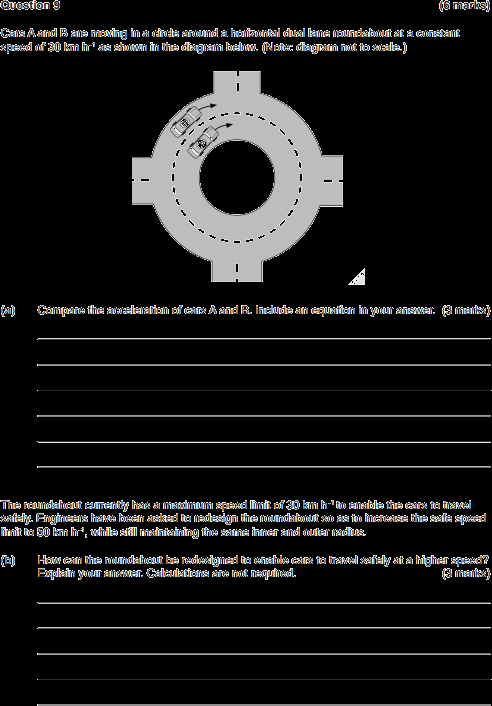 Question 9 (6 marks)
Cars A and B are moving in a circle around a horizontal dual lane roundabout at a constant
speed of 30 km h-1 as shown in the diagram below. (Note: diagram not to scale.)
(a) Compare the acceleration of cars A and B. Include an equation in your answer. (3 marks)
The roundabout currently has a maximum speed limit of 30 km h-1 to enable the cars to travel
safely. Engineers have been asked to redesign the roundabout so as to increase the safe speed
limit to 50 km h-1, while still maintaining the same inner and outer radius.
(b) How can the roundabout be redesigned to enable cars to travel safely at a higher speed?
Explain your answer. Calculations are not required. (3 marks)